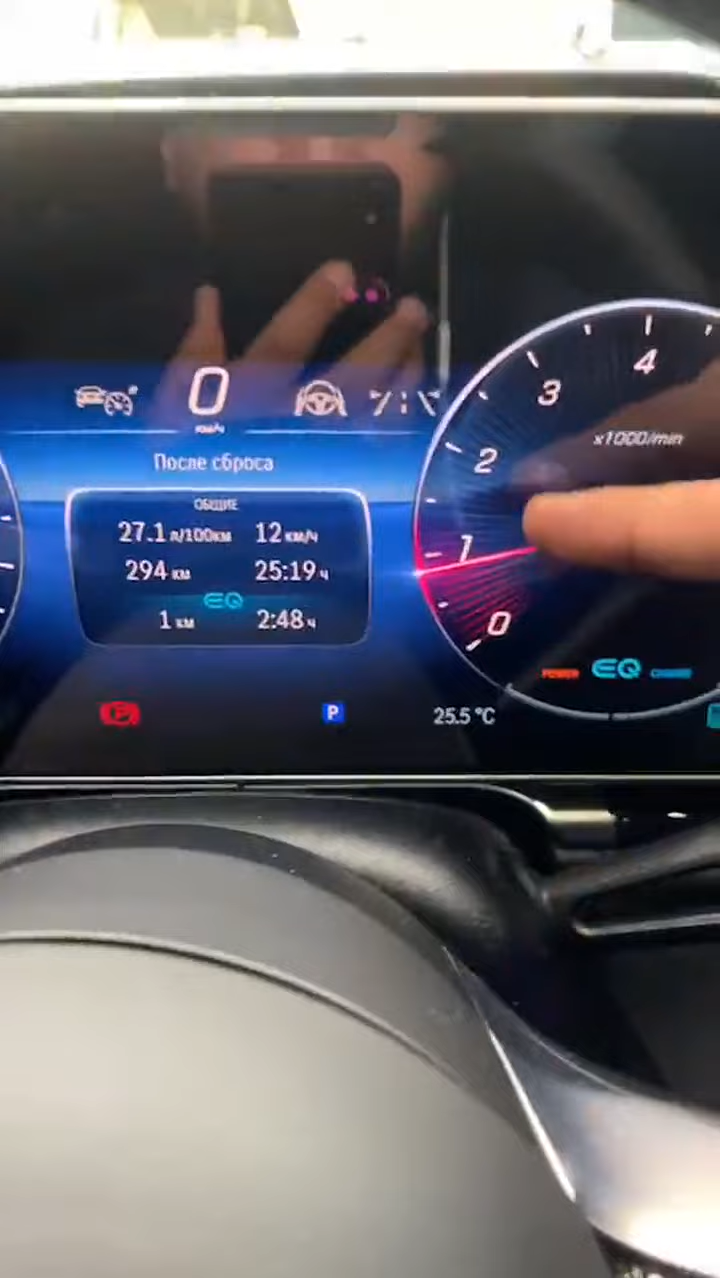 0
км/ч
После сброса
ОБЩИЕ
27.1 л/100км 12 км/ч
294 км 25:19 ч
EQ
1 км 2:48 ч
4
3
x1000/min
2
1
0
POWER EQ CHARGE
P P 25.5 °C